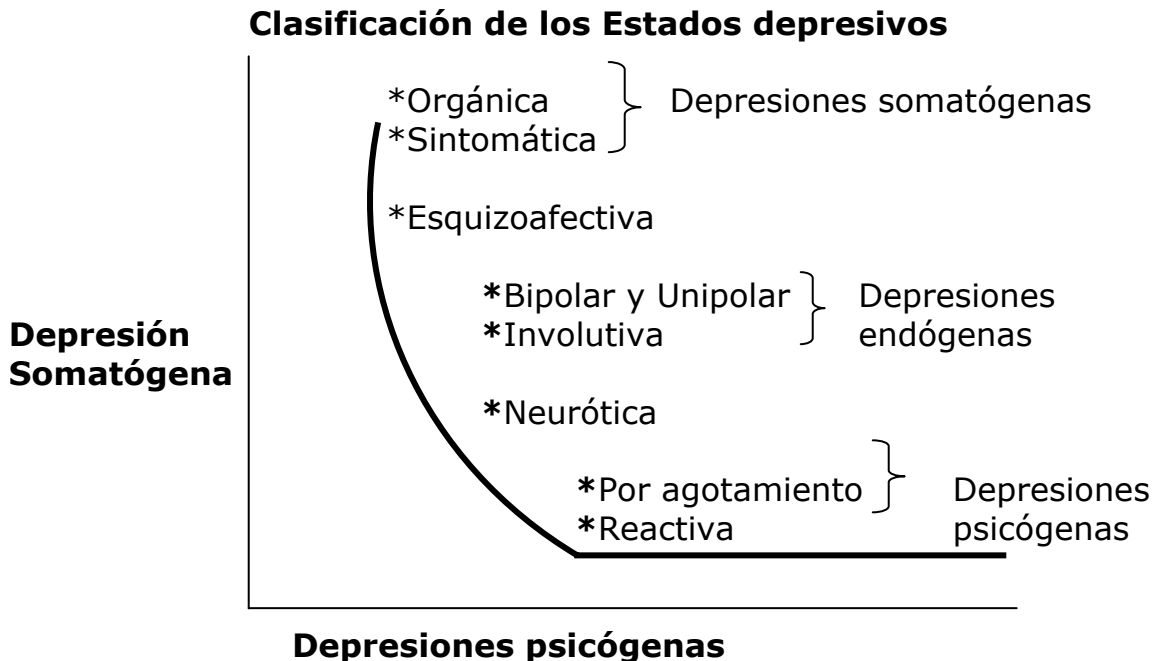 Clasificación de los Estados depresivos
*Orgánica
*Sintomática
Depresiones somatógenas
*Esquizoafectiva
*Bipolar y Unipolar
*Involutiva
Depresiones
endógenas
Depresión
Somatógena
*Neurótica
*Por agotamiento
*Reactiva
Depresiones
psicógenas
Depresiones psicógenas